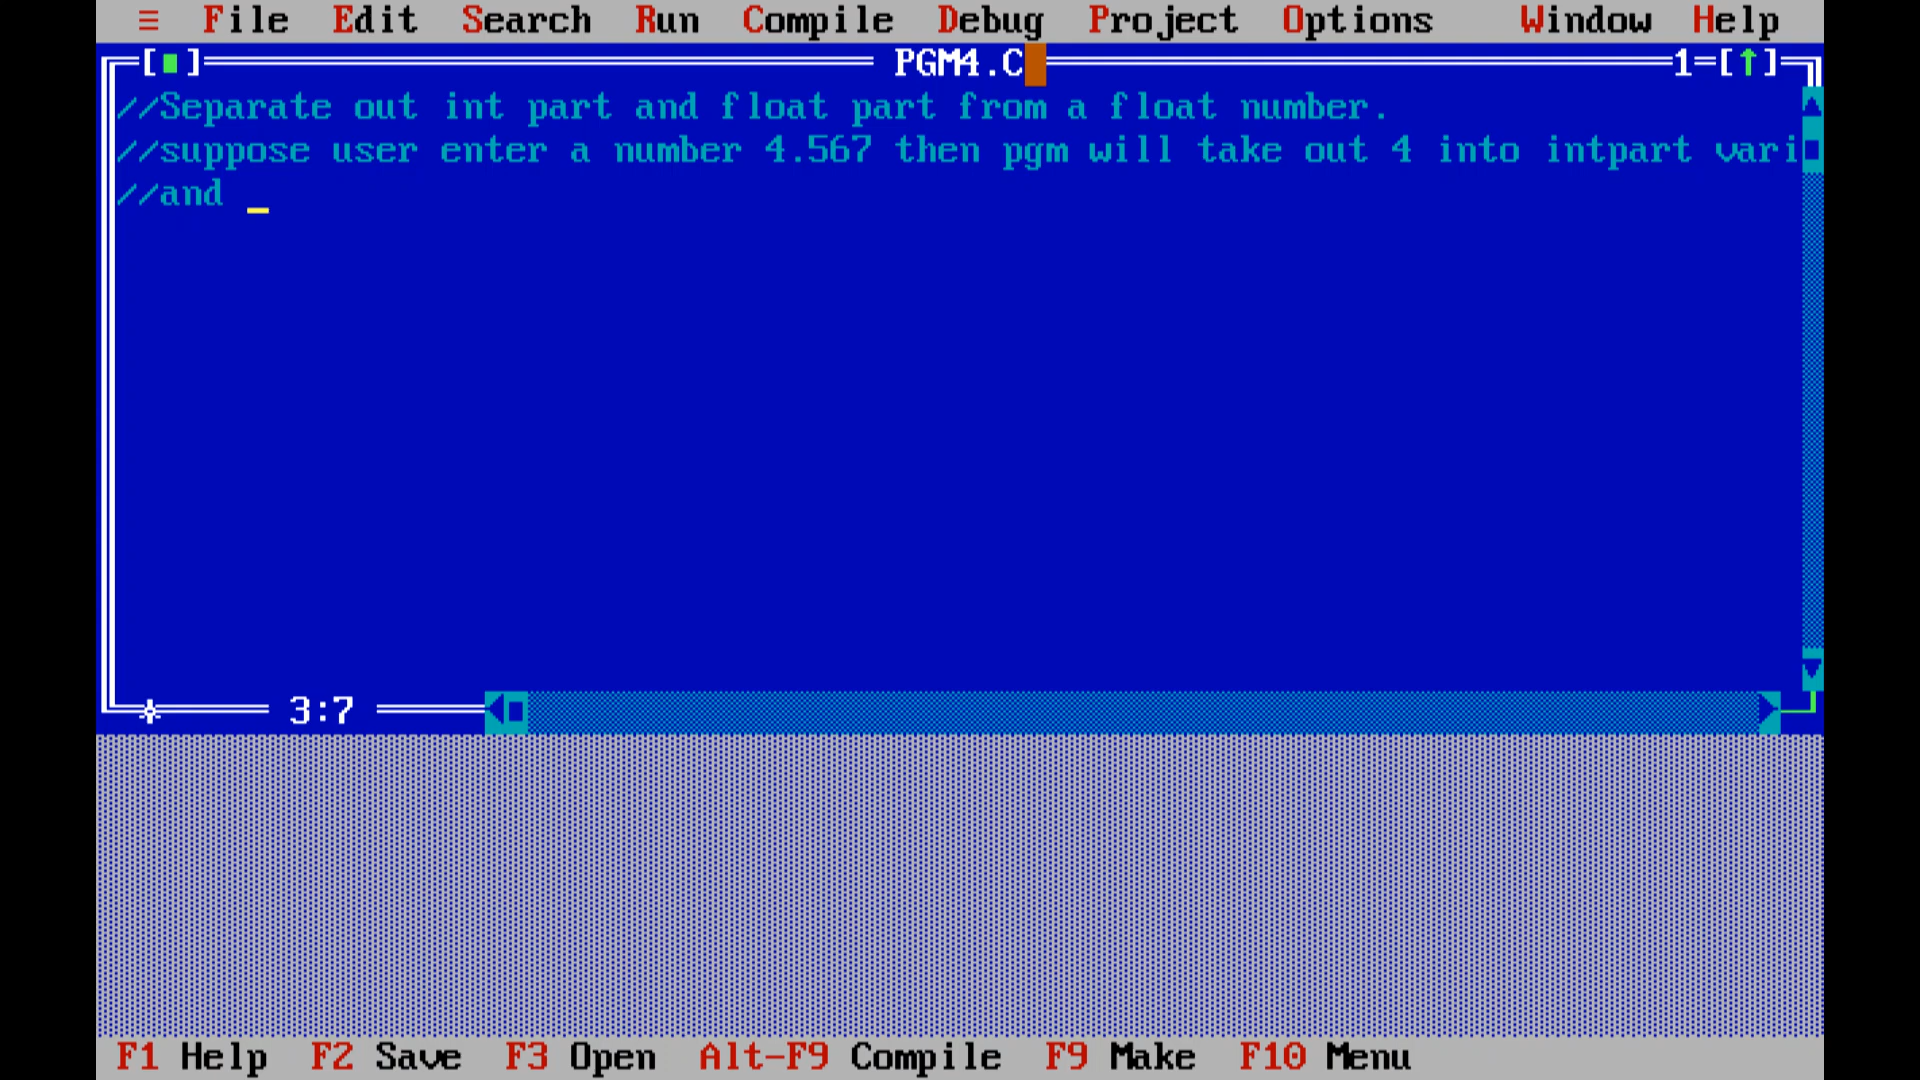 ≡ File Edit Search Run Compile Debug Project Options Window Help
[■] PGM4.C 1=[↑]
//Separate out int part and float part from a float number.
//suppose user enter a number 4.567 then pgm will take out 4 into intpart vari
//and _
* 3:7
F1 Help F2 Save F3 Open Alt-F9 Compile F9 Make F10 Menu